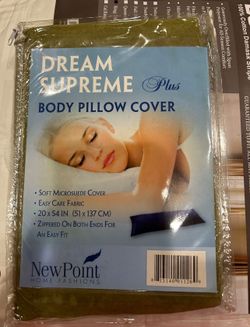 DREAM
SUPREME Plus
BODY PILLOW COVER
• SOFT MICROSUEDE COVER
• EASY CARE FABRIC
• 20 X 54 IN (51 X 137 CM)
• ZIPPERED ON BOTH ENDS FOR
AN EASY FIT
NewPoint
HOME FASHIONS